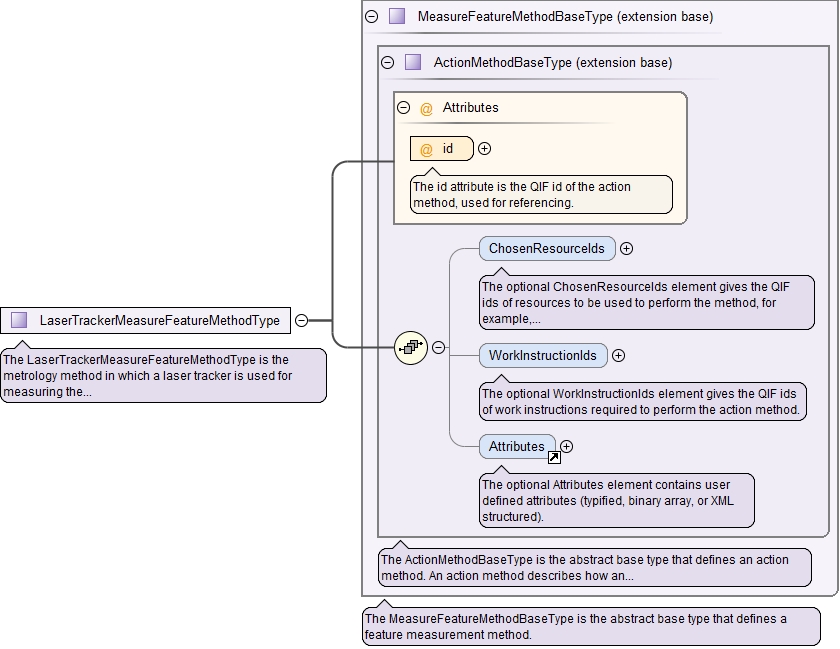 MeasureFeatureMethodBaseType (extension base)
ActionMethodBaseType (extension base)
@ Attributes
@ id
The id attribute is the QIF id of the action
method, used for referencing.
ChosenResourceIds
The optional ChosenResourceIds element gives the QIF
ids of resources to be used to perform the method, for
example,...
LaserTrackerMeasureFeatureMethodType
The LaserTrackerMeasureFeatureMethodType is the
metrology method in which a laser tracker is used for
measuring the...
WorkInstructionIds
The optional WorkInstructionIds element gives the QIF ids
of work instructions required to perform the action method.
Attributes
The optional Attributes element contains user
defined attributes (typified, binary array, or XML
structured).
The ActionMethodBaseType is the abstract base type that defines an action
method. An action method describes how an...
The MeasureFeatureMethodBaseType is the abstract base type that defines a
feature measurement method.